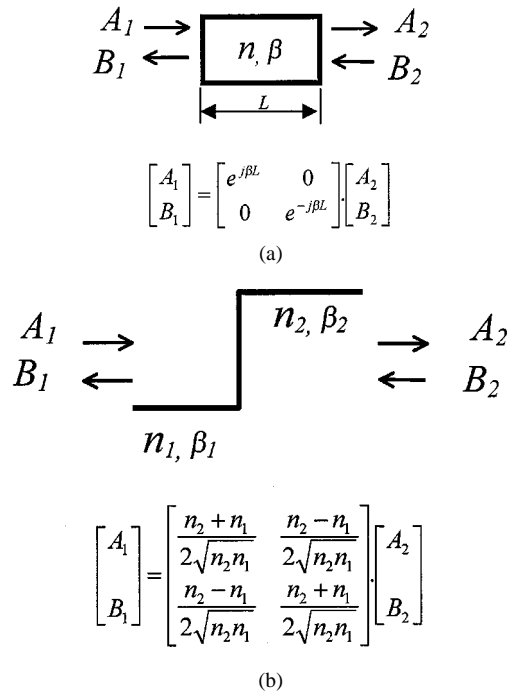 A₁ → n, β → A₂
B₁ ← ← B₂
L
[A₁ B₁] = [e^{jβL} 0; 0 e^{-jβL}] · [A₂ B₂]
(a)
n₂, β₂
A₁ → → A₂
B₁ ← ← B₂
n₁, β₁
[A₁ B₁] = [(n₂ + n₁)/(2√(n₂n₁)) (n₂ − n₁)/(2√(n₂n₁)); (n₂ − n₁)/(2√(n₂n₁)) (n₂ + n₁)/(2√(n₂n₁))] · [A₂ B₂]
(b)